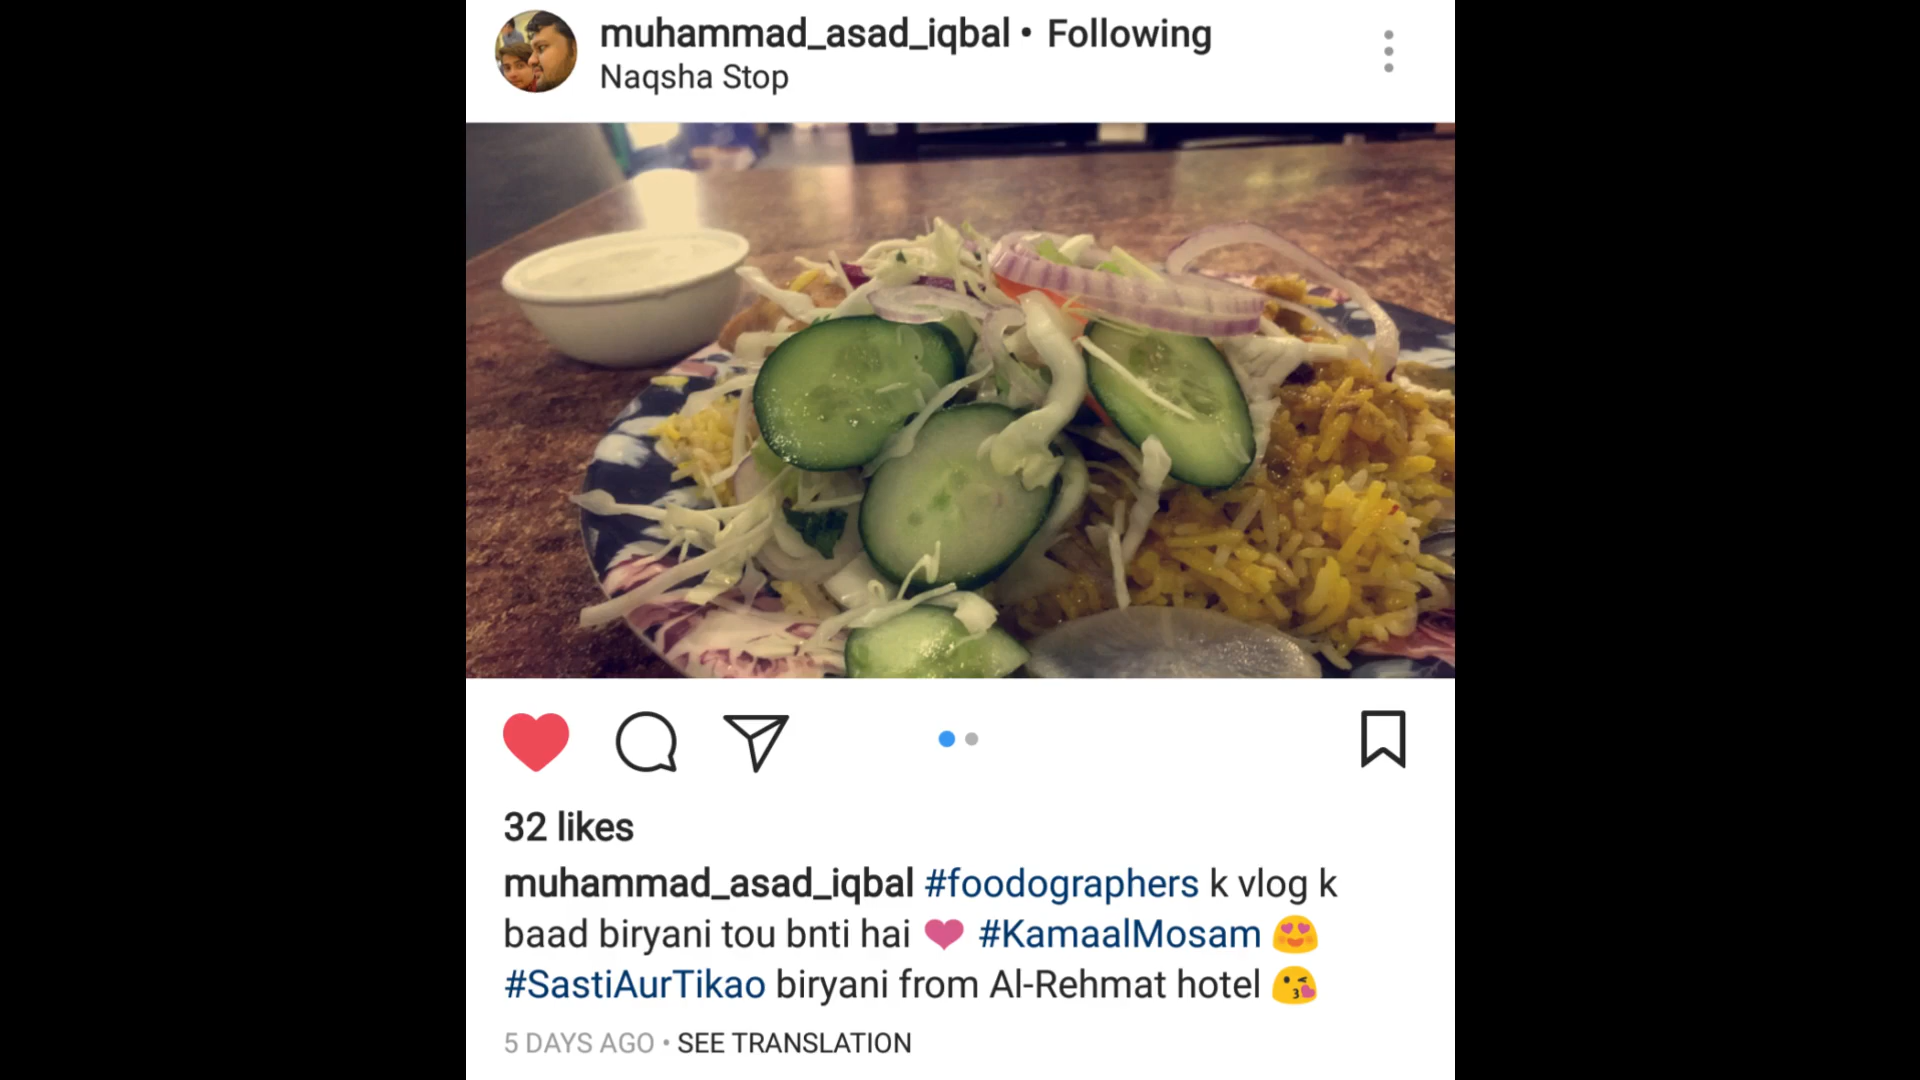 muhammad_asad_iqbal • Following
Naqsha Stop
32 likes
muhammad_asad_iqbal #foodographers k vlog k
baad biryani tou bnti hai ❤ #KamaalMosam 😍
#SastiAurTikao biryani from Al-Rehmat hotel 😘
5 DAYS AGO • SEE TRANSLATION